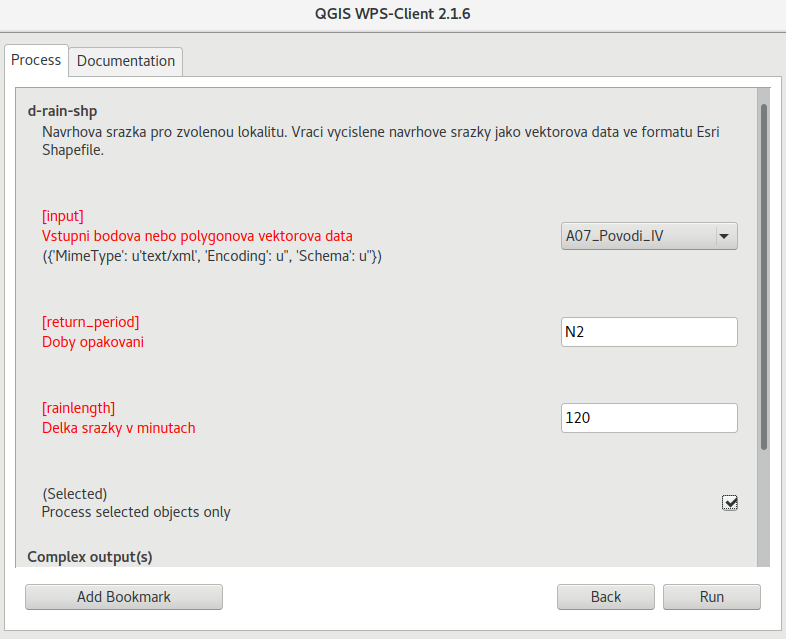 QGIS WPS-Client 2.1.6
Process
Documentation
d-rain-shp
Navrhova srazka pro zvolenou lokalitu. Vraci vycislene navrhove srazky jako vektorova data ve formatu Esri
Shapefile.
[input]
Vstupni bodova nebo polygonova vektorova data
A07_Povodi_IV
({'MimeType': u'text/xml', 'Encoding': u'', 'Schema': u''})
[return_period]
Doby opakovani
N2
[rainlength]
Delka srazky v minutach
120
(Selected)
Process selected objects only
Complex output(s)
Add Bookmark
Back
Run